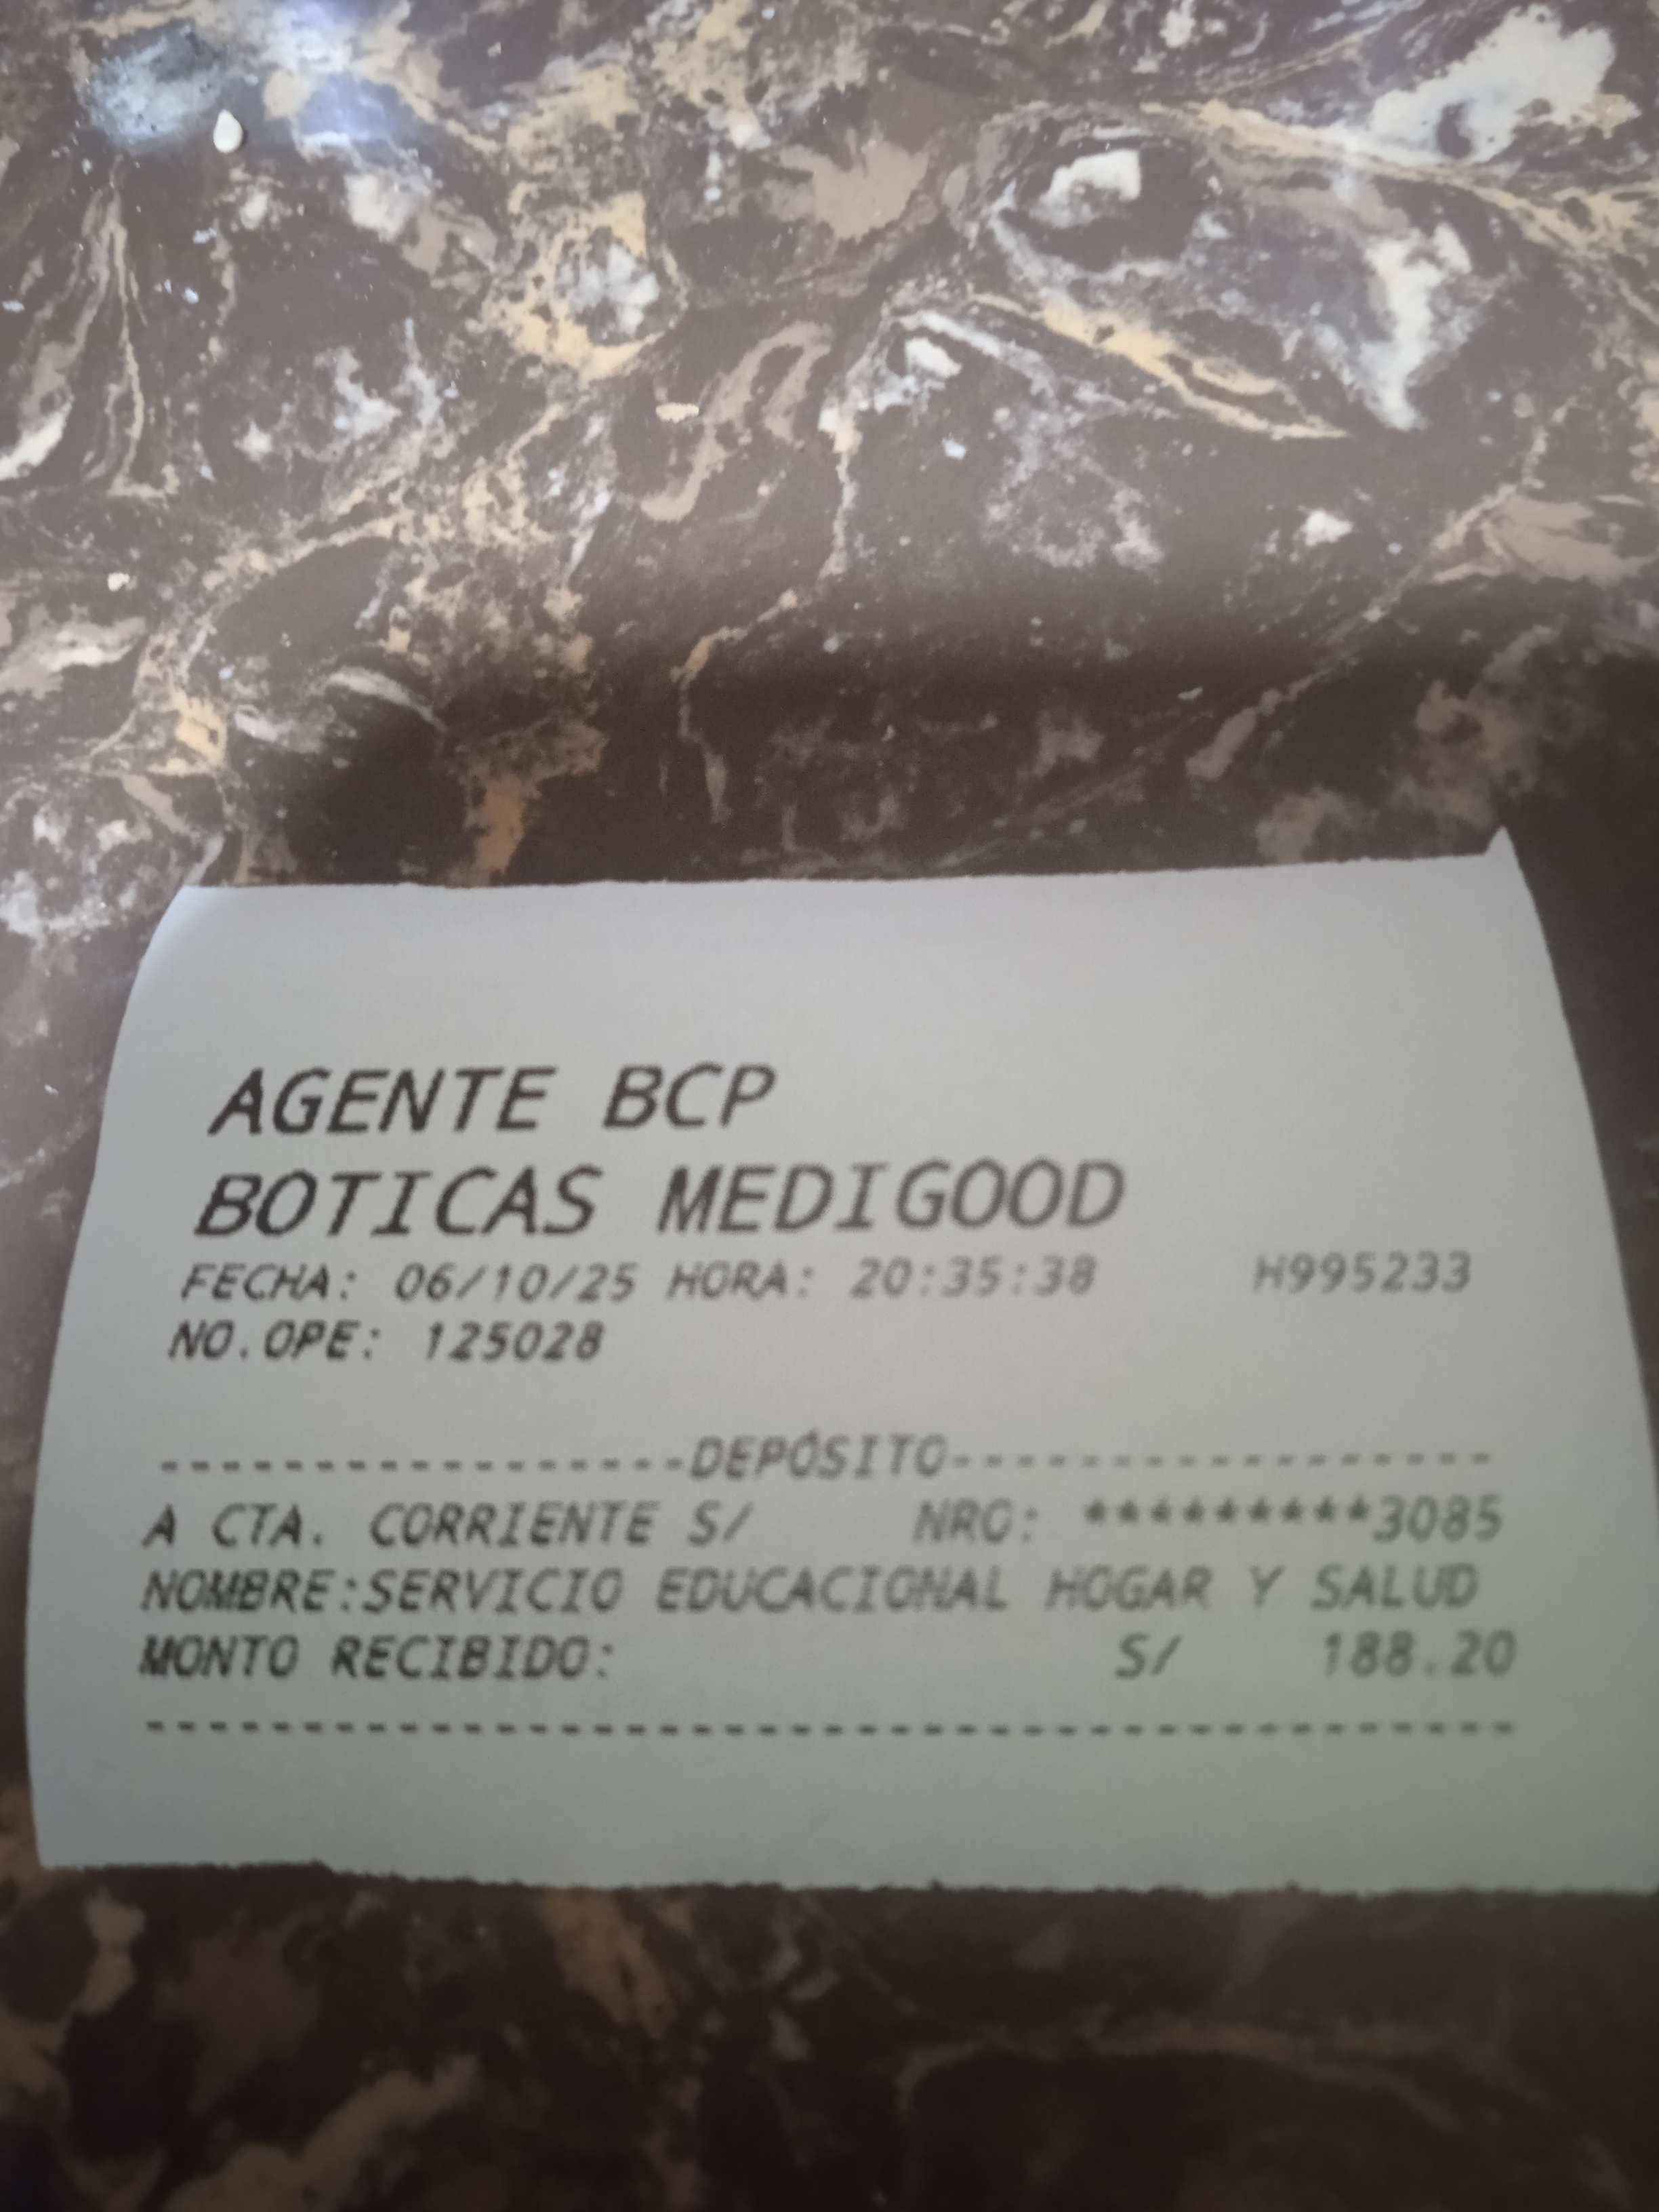 AGENTE BCP
BOTICAS MEDIGOOD
FECHA: 06/10/25 HORA: 20:35:38 H995233
NO.OPE: 125028
------------------DEPÓSITO------------------
A CTA. CORRIENTE S/ NRO: *********3085
NOMBRE:SERVICIO EDUCACIONAL HOGAR Y SALUD
MONTO RECIBIDO: S/ 188.20
--------------------------------------------